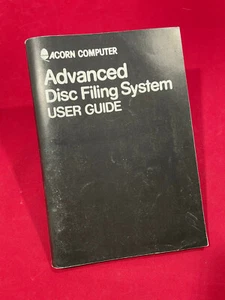 ACORN COMPUTER
Advanced
Disc Filing System
USER GUIDE